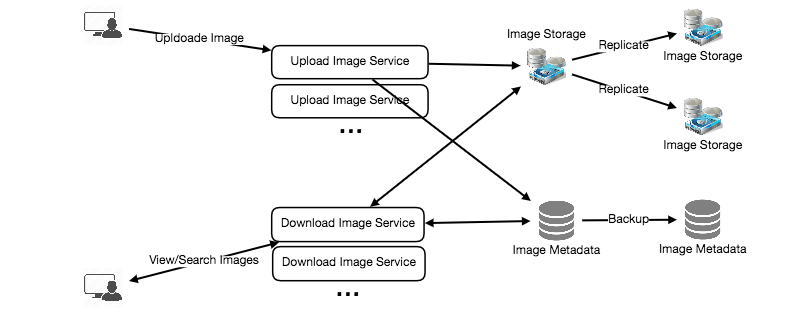 Upldoade Image
Image Storage
Replicate
Image Storage
Upload Image Service
Replicate
Upload Image Service
...
Image Storage
Download Image Service
Backup
Image Metadata
Image Metadata
View/Search Images
Download Image Service
...